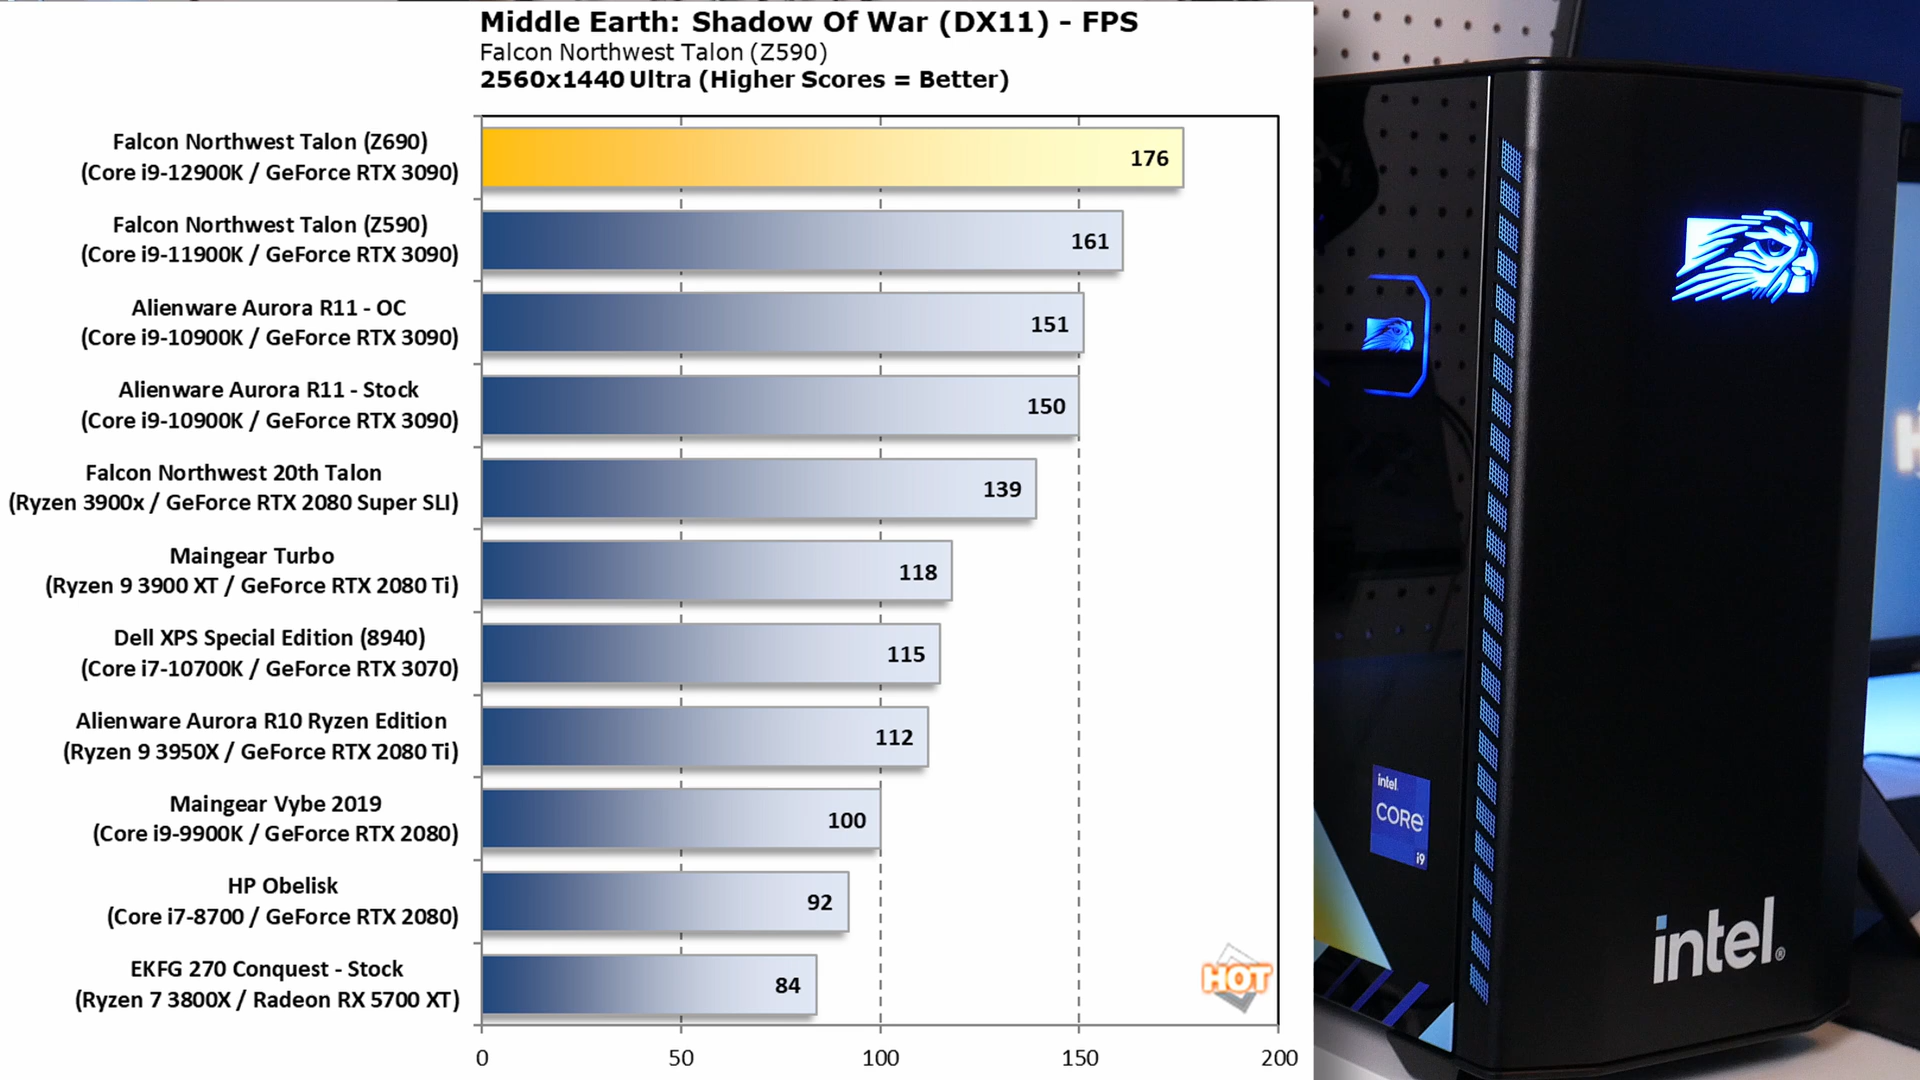 Middle Earth: Shadow Of War (DX11) - FPS
Falcon Northwest Talon (Z590)
2560x1440 Ultra (Higher Scores = Better)
Falcon Northwest Talon (Z690)
(Core i9-12900K / GeForce RTX 3090)
176
Falcon Northwest Talon (Z590)
(Core i9-11900K / GeForce RTX 3090)
161
Alienware Aurora R11 - OC
(Core i9-10900K / GeForce RTX 3090)
151
Alienware Aurora R11 - Stock
(Core i9-10900K / GeForce RTX 3090)
150
Falcon Northwest 20th Talon
(Ryzen 3900x / GeForce RTX 2080 Super SLI)
139
Maingear Turbo
(Ryzen 9 3900 XT / GeForce RTX 2080 Ti)
118
Dell XPS Special Edition (8940)
(Core i7-10700K / GeForce RTX 3070)
115
Alienware Aurora R10 Ryzen Edition
(Ryzen 9 3950X / GeForce RTX 2080 Ti)
112
Maingear Vybe 2019
(Core i9-9900K / GeForce RTX 2080)
100
HP Obelisk
(Core i7-8700 / GeForce RTX 2080)
92
EKFG 270 Conquest - Stock
(Ryzen 7 3800X / Radeon RX 5700 XT)
84
HOT
0 50 100 150 200
intel
CORE
i9
intel®